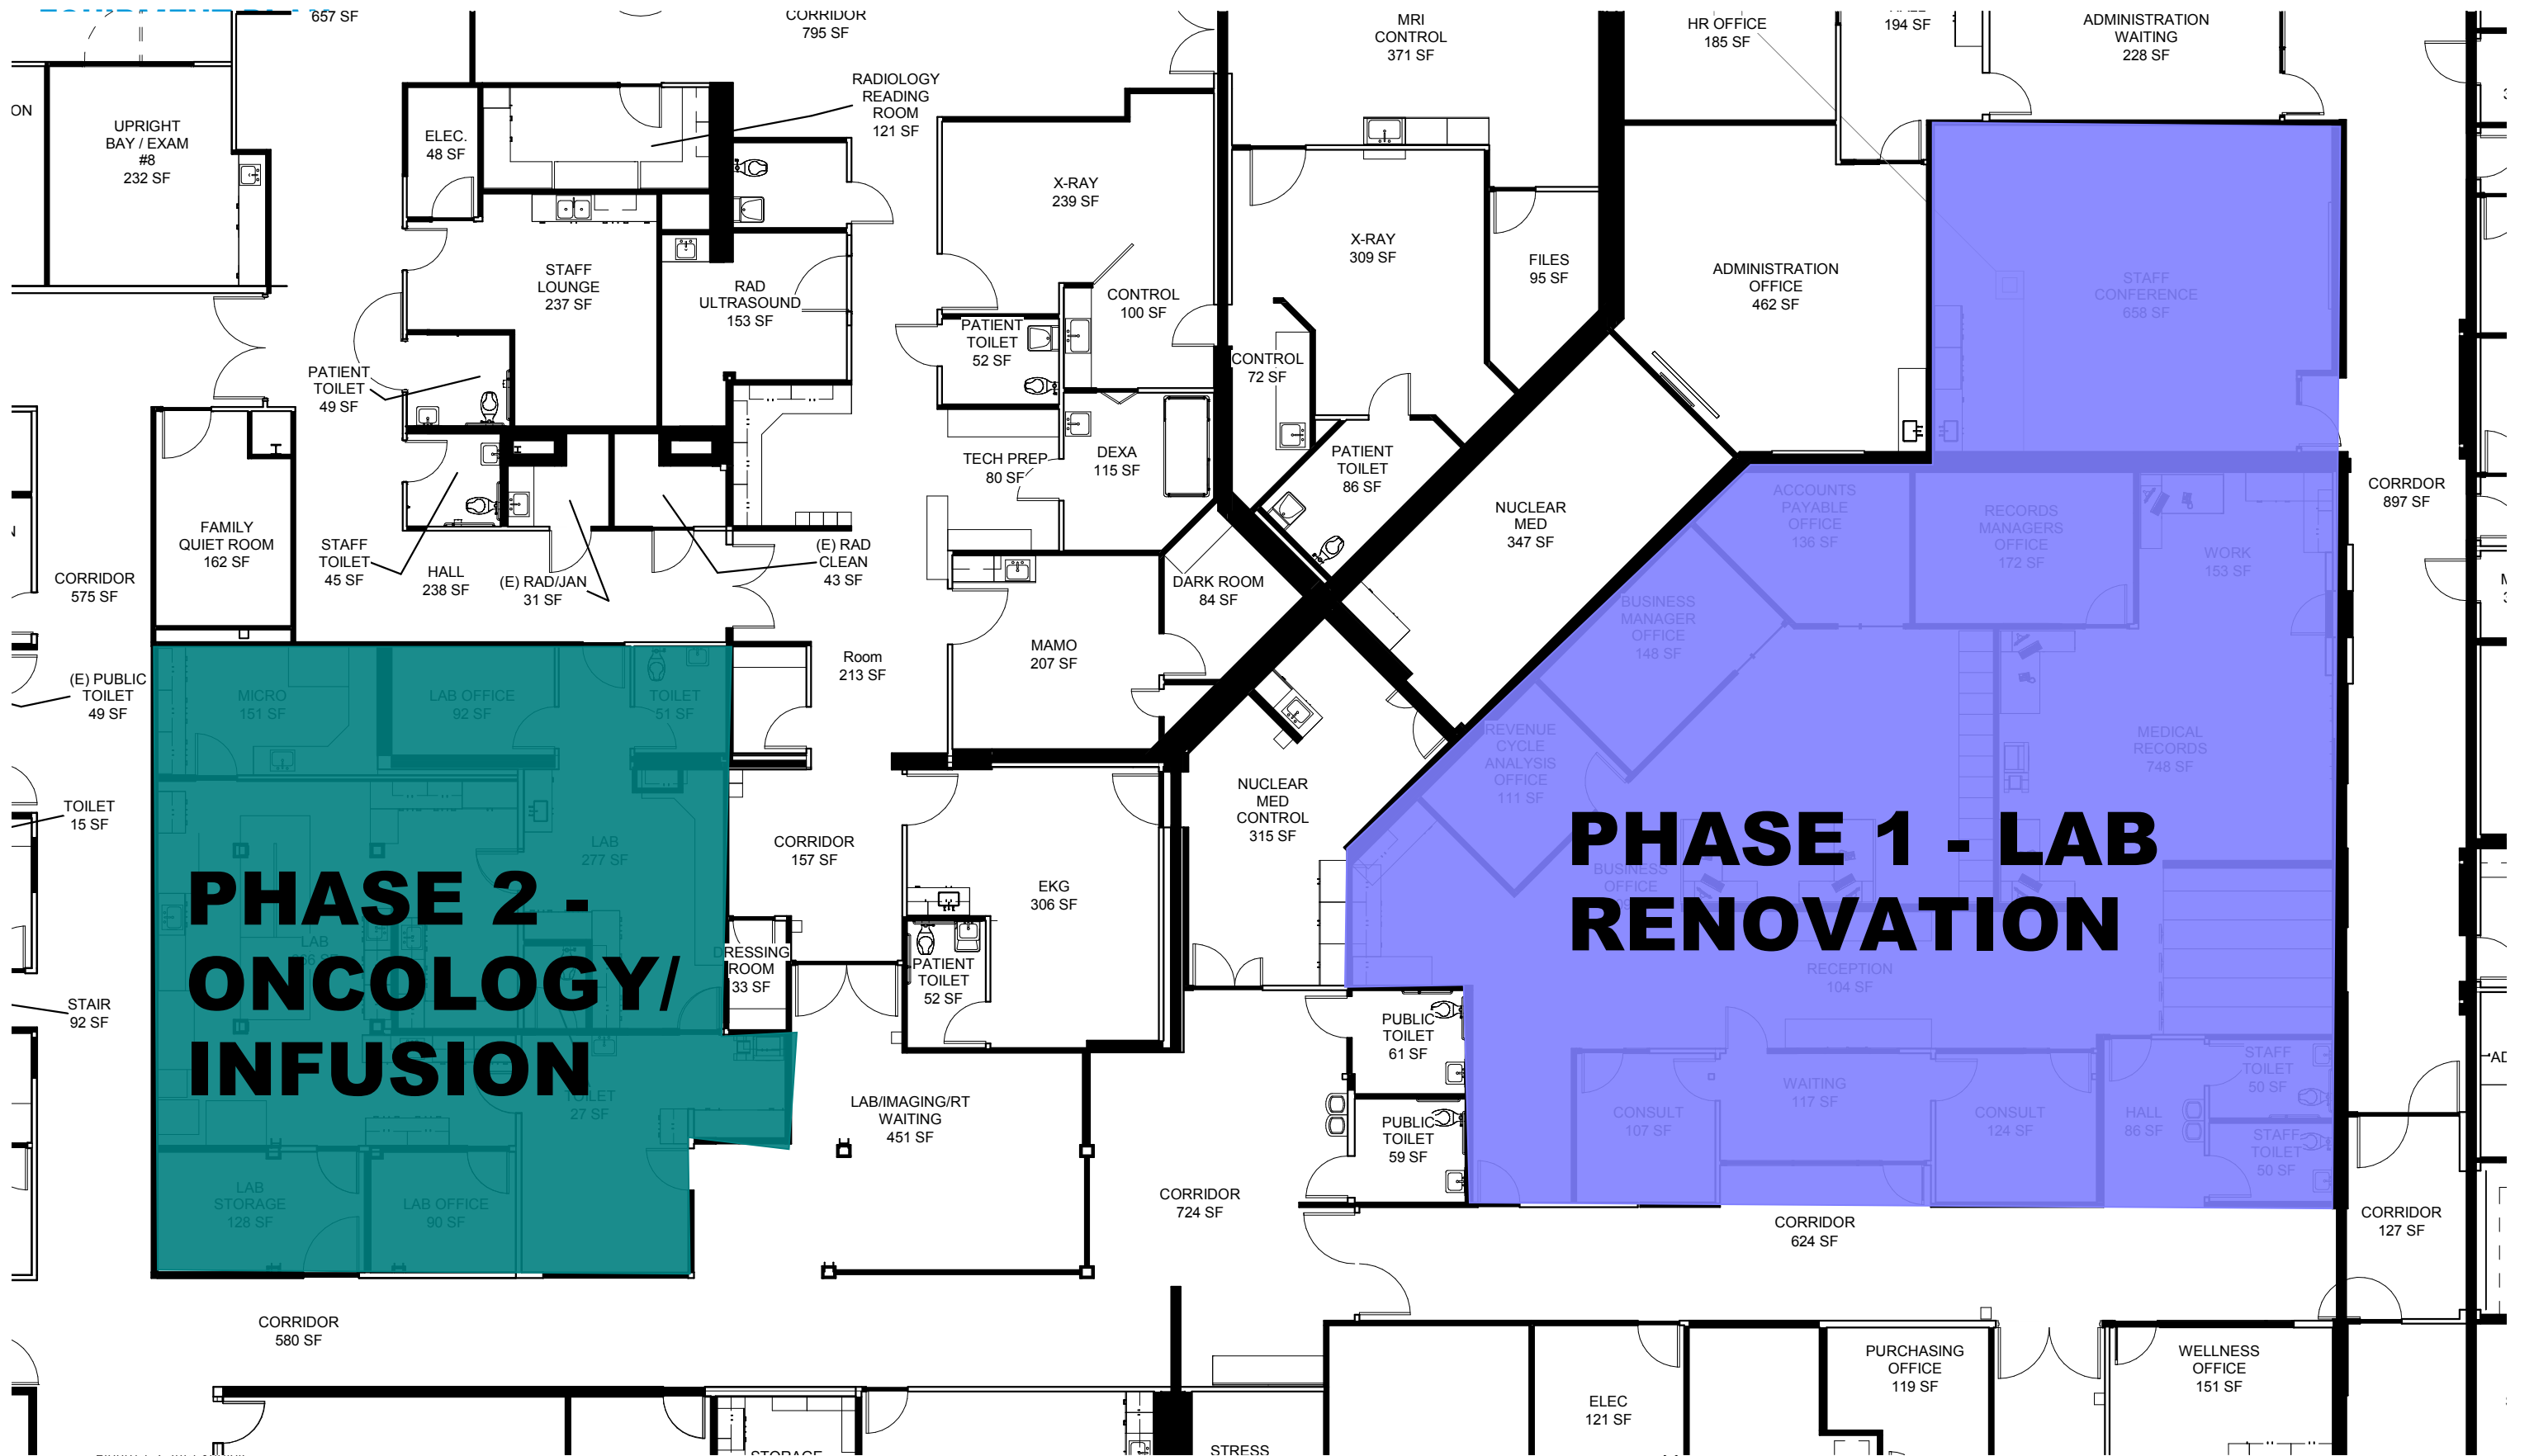 657 SF
CORRIDOR
795 SF
MRI
CONTROL
371 SF
HR OFFICE
185 SF
194 SF
ADMINISTRATION
WAITING
228 SF
UPRIGHT
BAY / EXAM
#8
232 SF
ELEC.
48 SF
RADIOLOGY
READING
ROOM
121 SF
X-RAY
239 SF
X-RAY
309 SF
FILES
95 SF
ADMINISTRATION
OFFICE
462 SF
STAFF
CONFERENCE
658 SF
STAFF
LOUNGE
237 SF
RAD
ULTRASOUND
153 SF
CONTROL
100 SF
PATIENT
TOILET
52 SF
CONTROL
72 SF
PATIENT
TOILET
49 SF
TECH PREP
80 SF
DEXA
115 SF
PATIENT
TOILET
86 SF
NUCLEAR
MED
347 SF
ACCOUNTS
PAYABLE
OFFICE
136 SF
RECORDS
MANAGERS
OFFICE
172 SF
WORK
153 SF
CORRDOR
897 SF
FAMILY
QUIET ROOM
162 SF
STAFF
TOILET
45 SF
HALL
238 SF
(E) RAD/JAN
31 SF
(E) RAD
CLEAN
43 SF
CORRIDOR
575 SF
DARK ROOM
84 SF
BUSINESS
MANAGER
OFFICE
148 SF
MAMO
207 SF
Room
213 SF
(E) PUBLIC
TOILET
49 SF
MICRO
151 SF
LAB OFFICE
92 SF
TOILET
51 SF
REVENUE
CYCLE
ANALYSIS
OFFICE
111 SF
MEDICAL
RECORDS
748 SF
NUCLEAR
MED
CONTROL
315 SF
TOILET
15 SF
CORRIDOR
157 SF
LAB
277 SF
EKG
306 SF
BUSINESS
OFFICE
PHASE 1 - LAB
RENOVATION
PHASE 2 -
ONCOLOGY/
INFUSION
LAB
DRESSING
ROOM
33 SF
PATIENT
TOILET
52 SF
RECEPTION
104 SF
STAIR
92 SF
PUBLIC
TOILET
61 SF
PUBLIC
TOILET
59 SF
TOILET
27 SF
LAB/IMAGING/RT
WAITING
451 SF
CONSULT
107 SF
WAITING
117 SF
CONSULT
124 SF
HALL
86 SF
STAFF
TOILET
50 SF
STAFF
TOILET
50 SF
LAB
STORAGE
128 SF
LAB OFFICE
90 SF
CORRIDOR
724 SF
CORRIDOR
624 SF
CORRIDOR
127 SF
CORRIDOR
580 SF
ELEC
121 SF
PURCHASING
OFFICE
119 SF
WELLNESS
OFFICE
151 SF
STORAGE
STRESS